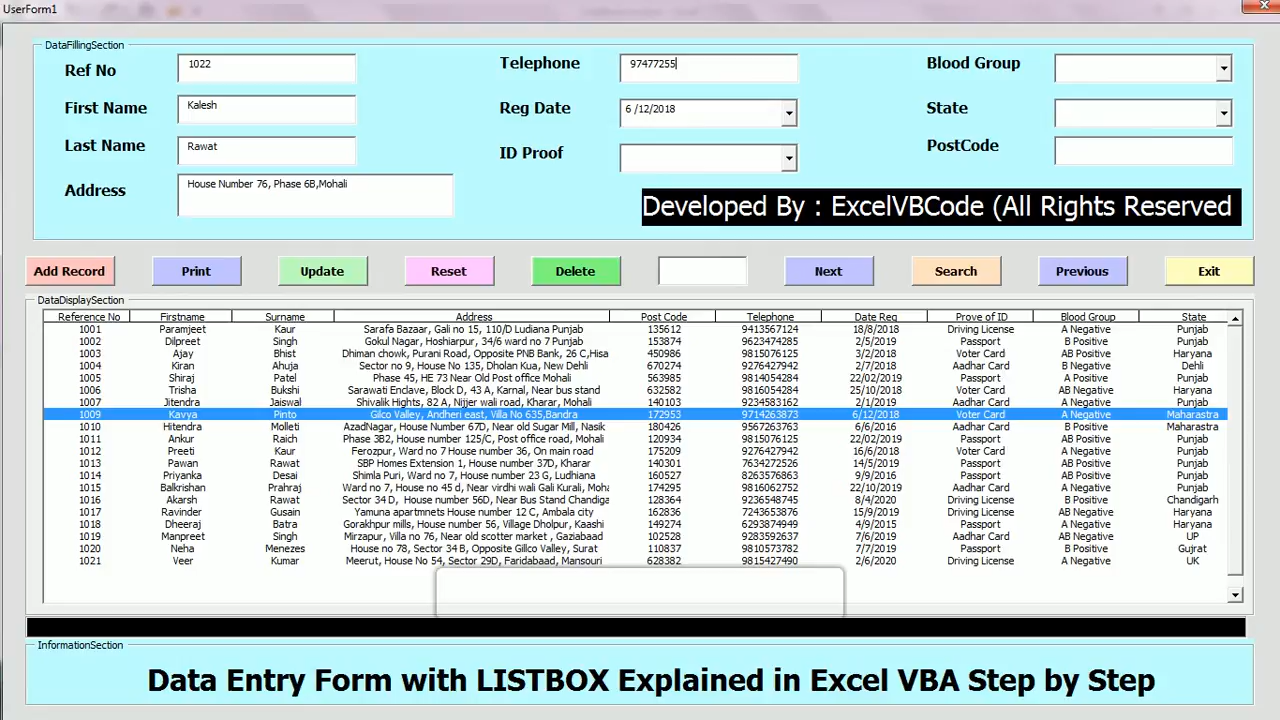 UserForm1
DataFillingSection
Ref No 1022 Telephone 97477255 Blood Group
First Name Kalesh Reg Date 6 /12/2018 State
Last Name Rawat ID Proof PostCode
Address House Number 76, Phase 6B,Mohali
Developed By : ExcelVBCode (All Rights Reserved
Add Record Print Update Reset Delete Next Search Previous Exit
DataDisplaySection
Reference No Firstname Surname Address Post Code Telephone Date Reg Prove of ID Blood Group State
1001 Paramjeet Kaur Sarafa Bazaar, Gali no 15, 110/D Ludiana Punjab 135612 9413567124 18/8/2018 Driving License A Negative Punjab
1002 Dilpreet Singh Gokul Nagar, Hoshiarpur, 34/6 ward no 7 Punjab 153874 9623474285 2/5/2019 Passport B Positive Punjab
1003 Ajay Bhist Dhiman chowk, Purani Road, Opposite PNB Bank, 26 C,Hisa 450986 9815076125 3/2/2018 Voter Card AB Positive Haryana
1004 Kiran Ahuja Sector no 9, House No 135, Dholan Kua, New Delhi 670274 9276427942 2/7/2018 Aadhar Card B Positive Dehli
1005 Shiraj Patel Phase 45, HE 73 Near Old Post office Mohali 563985 9814054284 22/02/2019 Passport A Negative Punjab
1006 Trisha Bukshi Sarawati Enclave, Block D, 43 A, Karnal, Near bus stand 632582 9816054284 25/10/2018 Voter Card AB Negative Haryana
1007 Jitendra Jaiswal Shivalik Hights, 82 A, Nijjer wali road, Kharar, Mohali 140103 9234583162 2/1/2019 Aadhar Card A Positive Punjab
1009 Kavya Pinto Gilco Valley, Andheri east, Villa No 635,Bandra 172953 9714263873 6/12/2018 Voter Card A Negative Maharastra
1010 Hitendra Molleti AzadNagar, House Number 67D, Near old Sugar Mill, Nasik 180426 9567263763 6/6/2016 Aadhar Card B Negative Maharastra
1011 Ankur Raich Phase 3B2, House number 125/C, Post office road, Mohali 120934 9815076125 22/02/2019 Passport AB Positive Punjab
1012 Preeti Kaur Ferozpur, Ward no 7 House number 36, On main road 175209 9276427942 16/6/2018 Voter Card A Negative Punjab
1013 Pawan Rawat SBP Homes Extension 1, House number 37D, Kharar 140301 7634272526 14/5/2019 Passport AB Positive Punjab
1014 Priyanka Desai Shimla Puri, Ward no 7, House number 23 G, Ludhiana 160527 8263576863 9/9/2016 Passport A Negative Punjab
1015 Balkrishan Prahraj Ward no 7, House no 45 d, Near virdhi wali Gali Kurali, Moha 174295 9816062752 22/10/2019 Aadhar Card AB Negative Punjab
1016 Akarsh Rawat Sector 34 D, House number 56D, Near Bus Stand Chandiga 128364 9236548745 8/4/2020 Driving License B Positive Chandigarh
1017 Ravinder Gusain Yamuna apartmnets House number 12 C, Ambala city 162836 7243653876 15/9/2019 Driving License AB Negative Haryana
1018 Dheeraj Batra Gorakhpur mills, House number 56, Village Dholpur, Kaashi 149274 6293874949 4/9/2015 Passport A Negative Haryana
1019 Manpreet Singh Mirzapur, Villa no 76, Near old scotter market , Gaziabaad 102528 9283592637 7/6/2019 Aadhar Card A Negative UP
1020 Neha Menezes House no 78, Sector 34 B, Opposite Gillco Valley, Surat 110837 9810573782 7/7/2019 Passport B Positive Gujrat
1021 Veer Kumar Meerut, House No 54, Sector 29D, Faridabaad, Mansouri 628382 9815427490 2/6/2020 Driving License A Negative UK
InformationSection
Data Entry Form with LISTBOX Explained in Excel VBA Step by Step